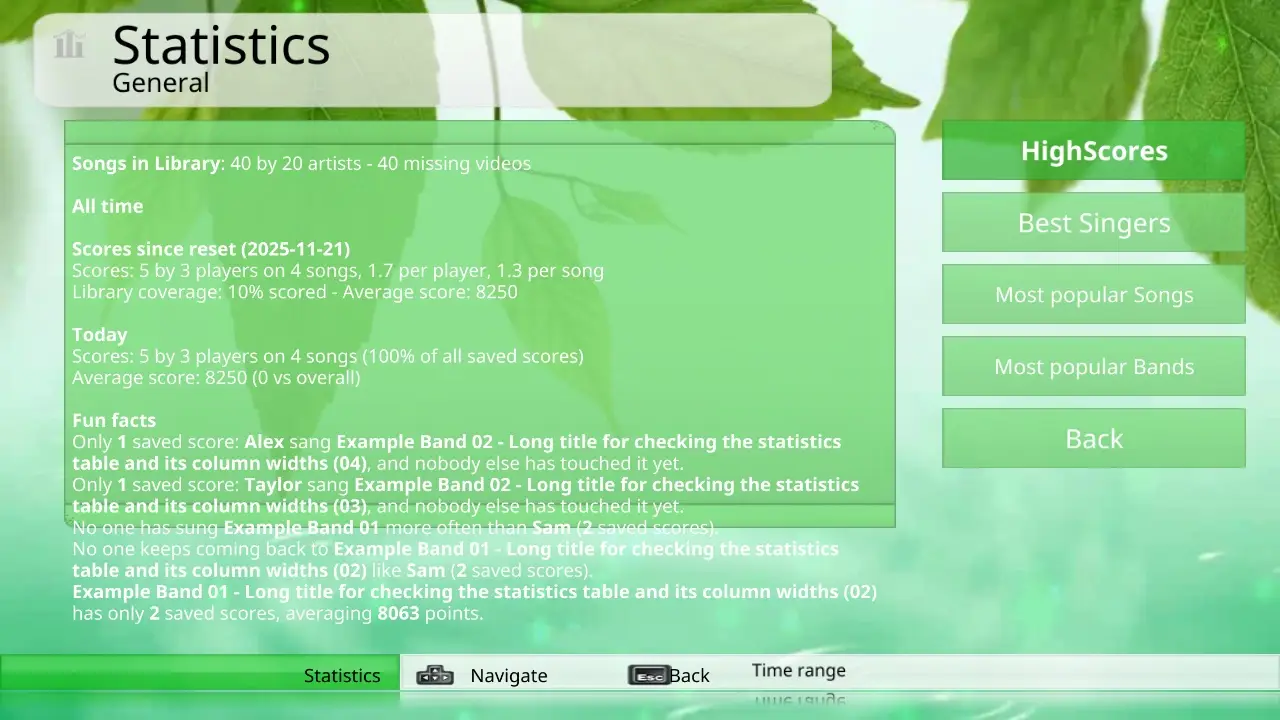 Statistics
General
Songs in Library: 40 by 20 artists - 40 missing videos
All time
Scores since reset (2025-11-21)
Scores: 5 by 3 players on 4 songs, 1.7 per player, 1.3 per song
Library coverage: 10% scored - Average score: 8250
Today
Scores: 5 by 3 players on 4 songs (100% of all saved scores)
Average score: 8250 (0 vs overall)
Fun facts
Only 1 saved score: Alex sang Example Band 02 - Long title for checking the statistics
table and its column widths (04), and nobody else has touched it yet.
Only 1 saved score: Taylor sang Example Band 02 - Long title for checking the statistics
table and its column widths (03), and nobody else has touched it yet.
No one has sung Example Band 01 more often than Sam (2 saved scores).
No one keeps coming back to Example Band 01 - Long title for checking the statistics
table and its column widths (02) like Sam (2 saved scores).
Example Band 01 - Long title for checking the statistics table and its column widths (02)
has only 2 saved scores, averaging 8063 points.
HighScores
Best Singers
Most popular Songs
Most popular Bands
Back
Statistics
Navigate
Esc Back
Time range